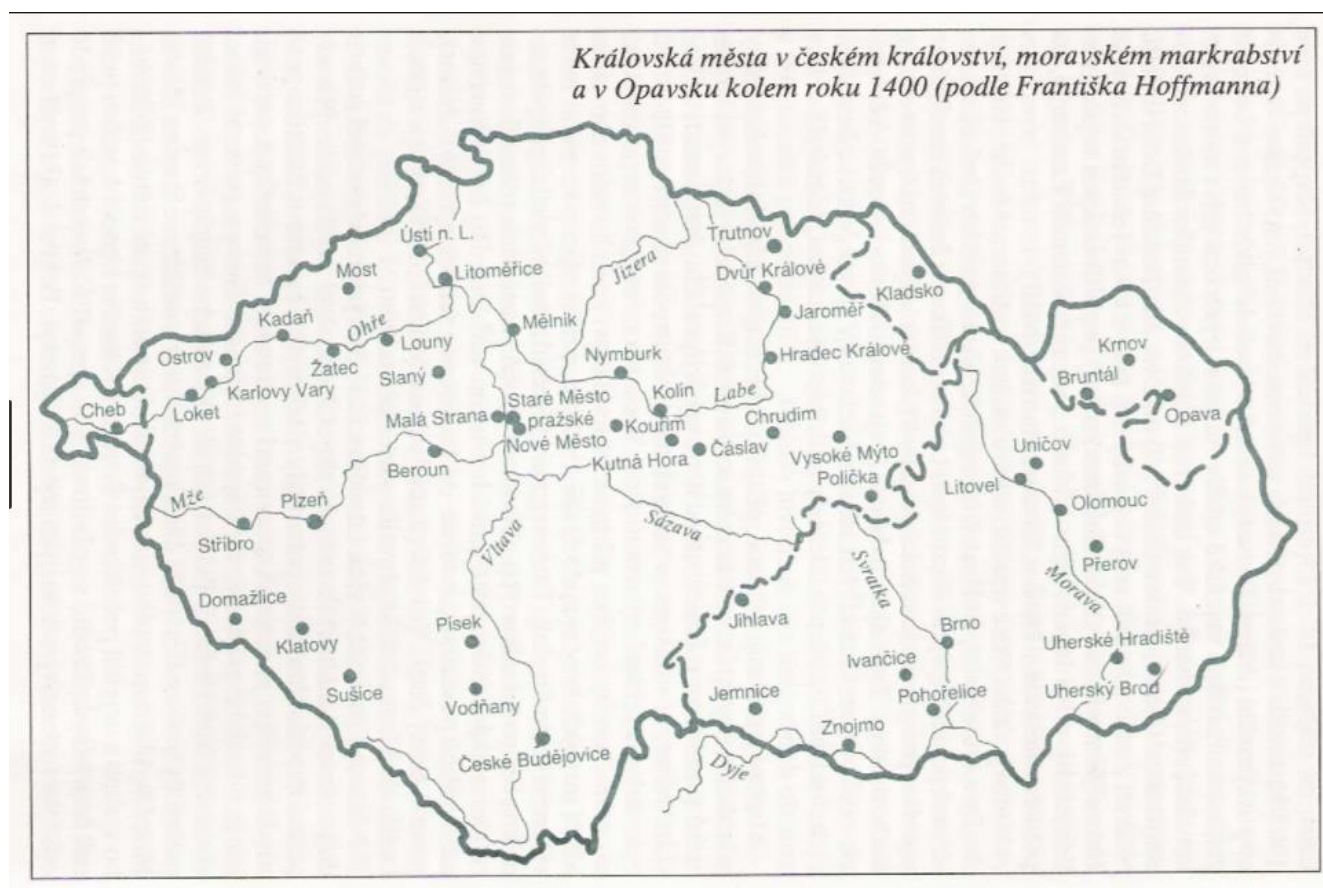 Královská města v českém království, moravském markrabství
a v Opavsku kolem roku 1400 (podle Františka Hoffmanna)
Ústí n. L.
Trutnov
Most
Litoměřice
Jizera
Dvůr Králové
Kladsko
Kadaň
Ohře
Mělník
Jaroměř
Ostrov
Žatec
Louny
Nymburk
Hradec Králové
Krnov
Slaný
Bruntál
Karlovy Vary
Kolín
Labe
Cheb
Loket
Malá Strana
Staré Město
pražské
Nové Město
Kouřim
Chrudim
Opava
Beroun
Kutná Hora
Čáslav
Vysoké Mýto
Uničov
Polička
Litovel
Mže
Plzeň
Olomouc
Stříbro
Vltava
Sázava
Svratka
Přerov
Morava
Domažlice
Jihlava
Klatovy
Písek
Brno
Uherské Hradiště
Ivančice
Sušice
Vodňany
Jemnice
Pohořelice
Uherský Brod
Znojmo
České Budějovice
Dyje